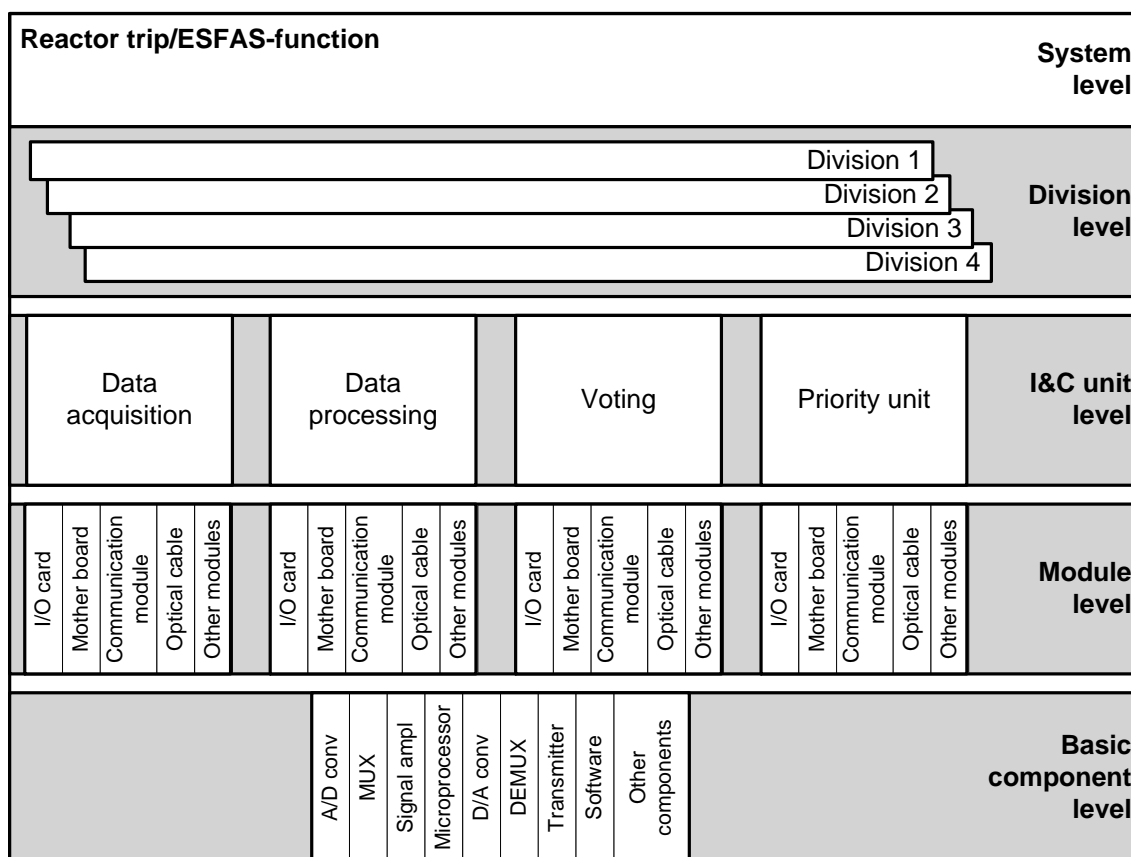 Reactor trip/ESFAS-function
System
level
Division 1
Division 2
Division 3
Division 4
Division
level
Data
acquisition
Data
processing
Voting
Priority unit
I&C unit
level
I/O card
Mother board
Communication
module
Optical cable
Other modules
I/O card
Mother board
Communication
module
Optical cable
Other modules
I/O card
Mother board
Communication
module
Optical cable
Other modules
I/O card
Mother board
Communication
module
Optical cable
Other modules
Module
level
A/D conv
MUX
Signal ampl
Microprocessor
D/A conv
DEMUX
Transmitter
Software
Other
components
Basic
component
level